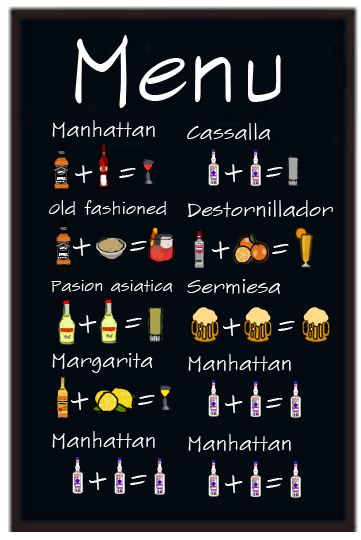 Menu
Manhattan Cassalla
+ = + =
Old fashioned Destornillador
+ = + =
Pasion asiatica Sermiesa
+ = + =
Margarita Manhattan
+ = + =
Manhattan Manhattan
+ = + =